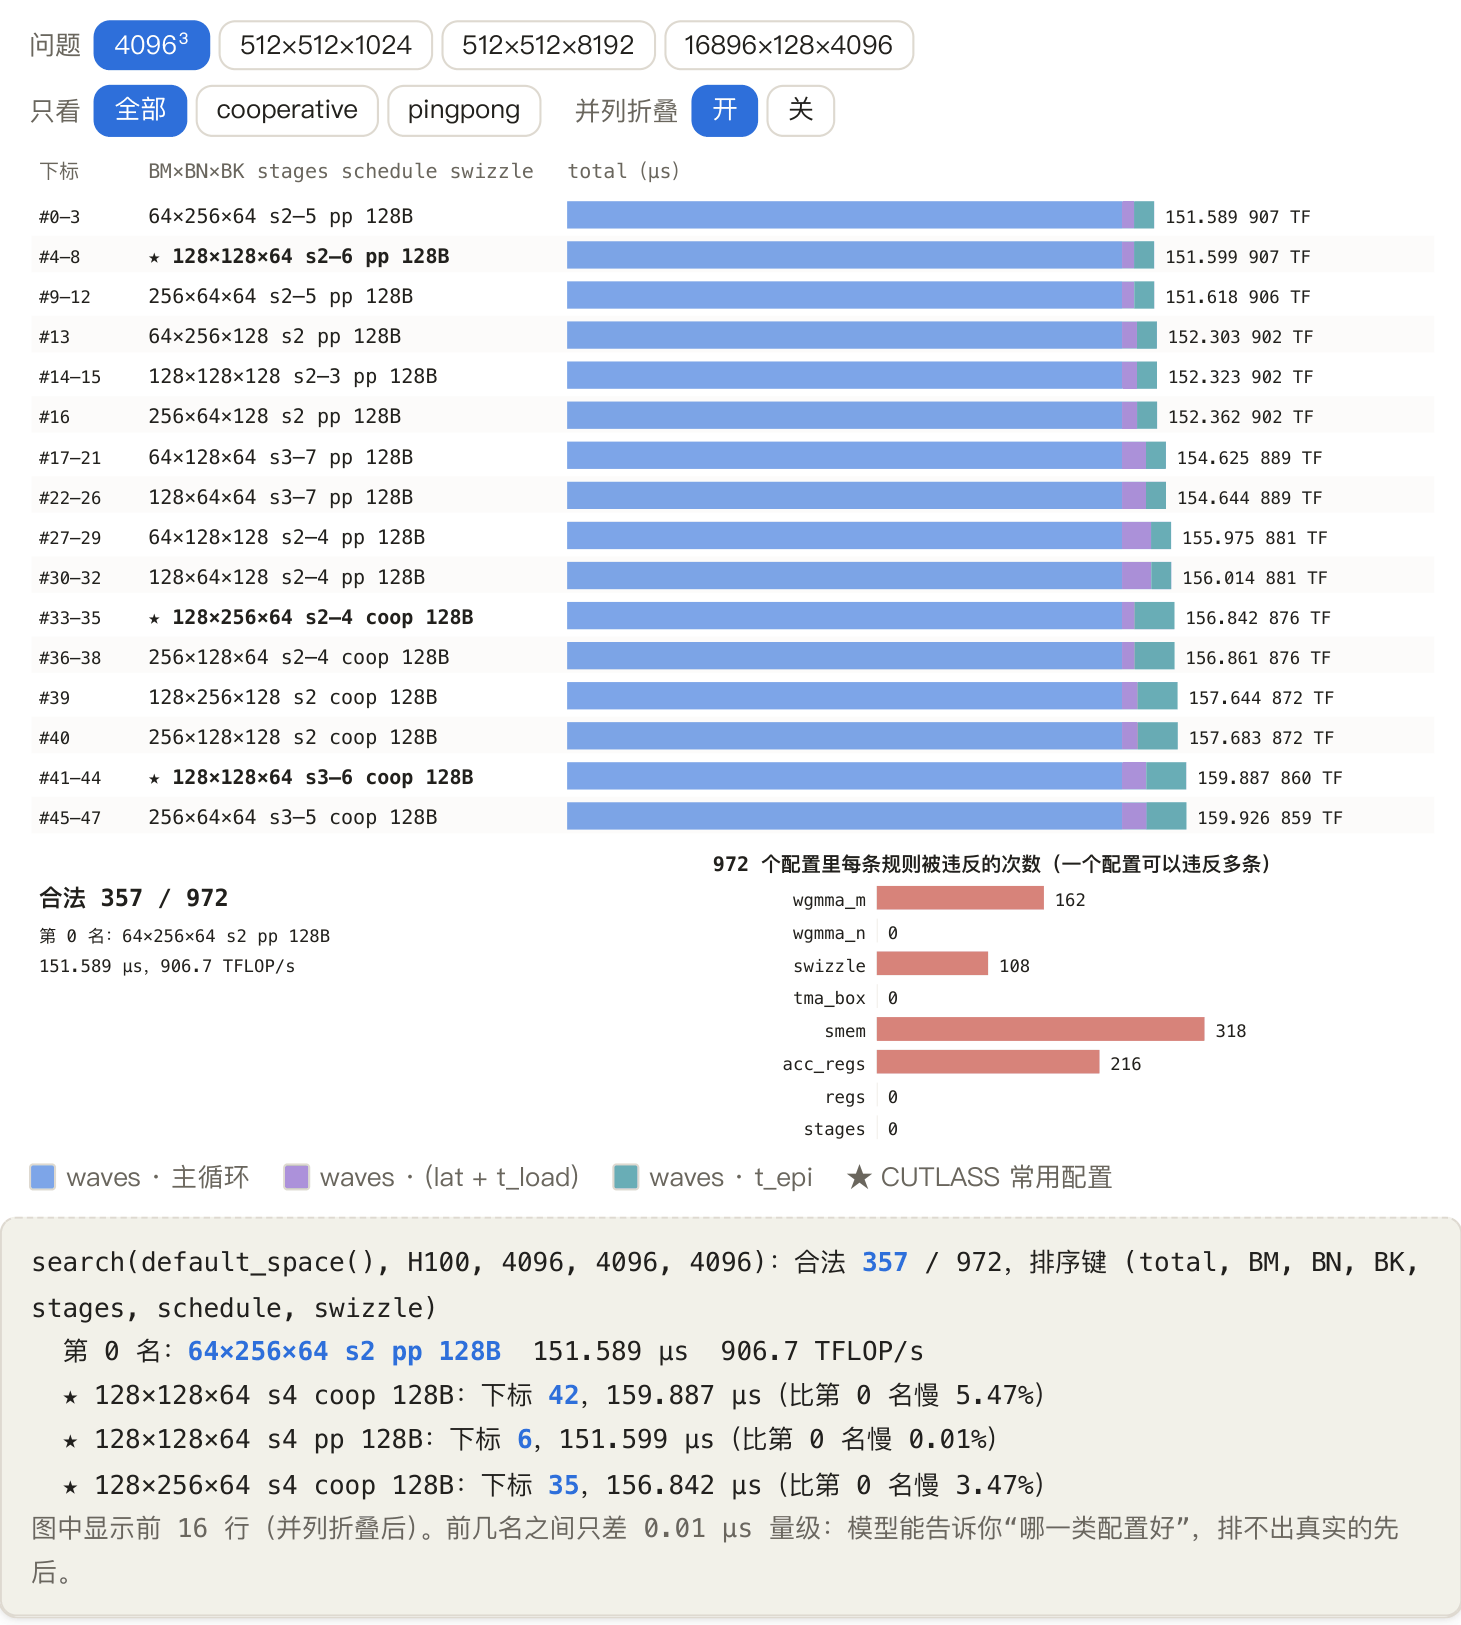 问题 4096³ 512×512×1024 512×512×8192 16896×128×4096
只看 全部 cooperative pingpong 并列折叠 开 关
下标 BM×BN×BK stages schedule swizzle total (μs)
#0–3 64×256×64 s2–5 pp 128B 151.589 907 TF
#4–8 ★ 128×128×64 s2–6 pp 128B 151.599 907 TF
#9–12 256×64×64 s2–5 pp 128B 151.618 906 TF
#13 64×256×128 s2 pp 128B 152.303 902 TF
#14–15 128×128×128 s2–3 pp 128B 152.323 902 TF
#16 256×64×128 s2 pp 128B 152.362 902 TF
#17–21 64×128×64 s3–7 pp 128B 154.625 889 TF
#22–26 128×64×64 s3–7 pp 128B 154.644 889 TF
#27–29 64×128×128 s2–4 pp 128B 155.975 881 TF
#30–32 128×64×128 s2–4 pp 128B 156.014 881 TF
#33–35 ★ 128×256×64 s2–4 coop 128B 156.842 876 TF
#36–38 256×128×64 s2–4 coop 128B 156.861 876 TF
#39 128×256×128 s2 coop 128B 157.644 872 TF
#40 256×128×128 s2 coop 128B 157.683 872 TF
#41–44 ★ 128×128×64 s3–6 coop 128B 159.887 860 TF
#45–47 256×64×64 s3–5 coop 128B 159.926 859 TF
合法 357 / 972
第 0 名：64×256×64 s2 pp 128B
151.589 μs，906.7 TFLOP/s
972 个配置里每条规则被违反的次数（一个配置可以违反多条）
wgmma_m 162
wgmma_n 0
swizzle 108
tma_box 0
smem 318
acc_regs 216
regs 0
stages 0
waves · 主循环 waves · (lat + t_load) waves · t_epi ★ CUTLASS 常用配置
search(default_space(), H100, 4096, 4096, 4096)：合法 357 / 972，排序键 (total, BM, BN, BK,
stages, schedule, swizzle)
第 0 名：64×256×64 s2 pp 128B 151.589 μs 906.7 TFLOP/s
★ 128×128×64 s4 coop 128B：下标 42，159.887 μs（比第 0 名慢 5.47%）
★ 128×128×64 s4 pp 128B：下标 6，151.599 μs（比第 0 名慢 0.01%）
★ 128×256×64 s4 coop 128B：下标 35，156.842 μs（比第 0 名慢 3.47%）
图中显示前 16 行（并列折叠后）。前几名之间只差 0.01 μs 量级：模型能告诉你“哪一类配置好”，排不出真实的先
后。